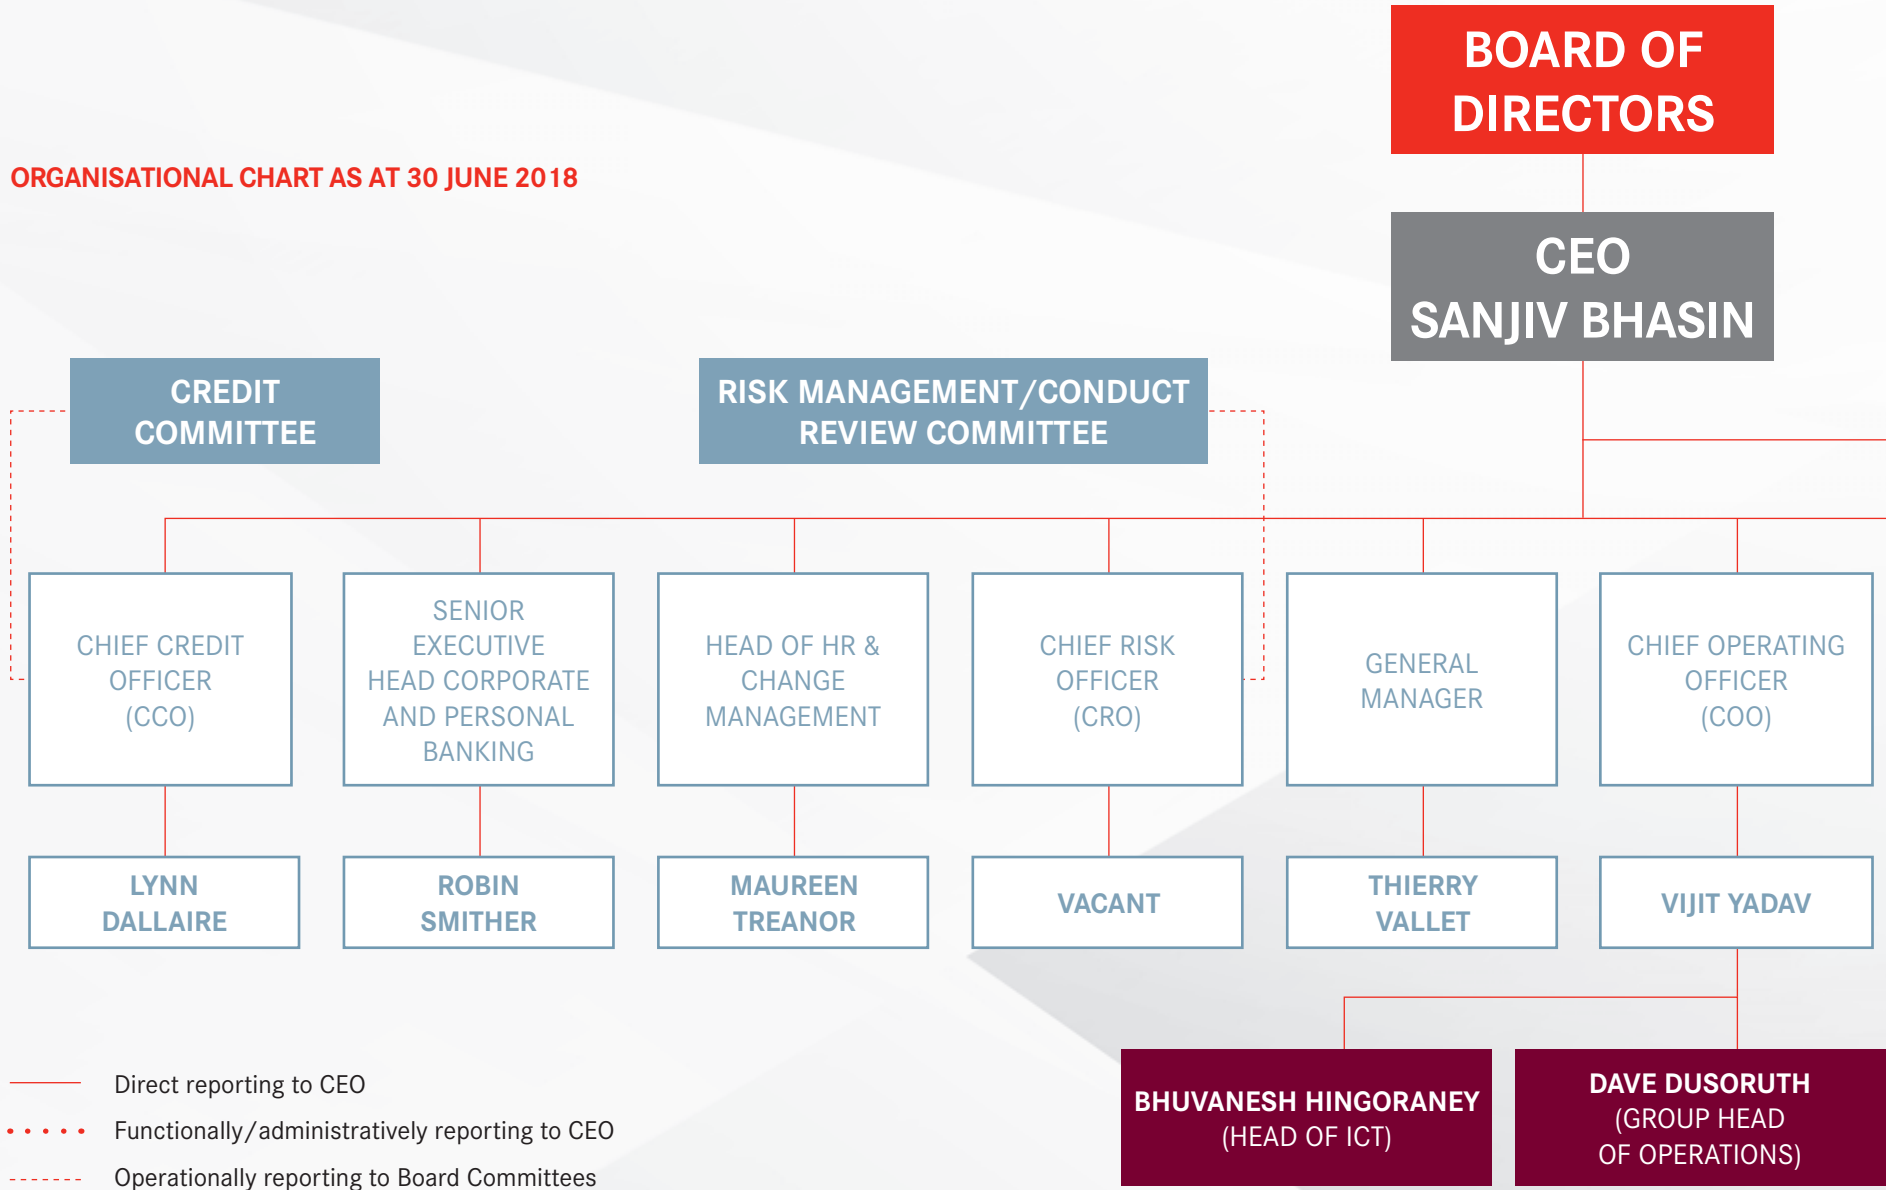 BOARD OF
DIRECTORS
ORGANISATIONAL CHART AS AT 30 JUNE 2018
CEO
SANJIV BHASIN
CREDIT
COMMITTEE
RISK MANAGEMENT/CONDUCT
REVIEW COMMITTEE
CHIEF CREDIT
OFFICER
(CCO)
SENIOR
EXECUTIVE
HEAD CORPORATE
AND PERSONAL
BANKING
HEAD OF HR &
CHANGE
MANAGEMENT
CHIEF RISK
OFFICER
(CRO)
GENERAL
MANAGER
CHIEF OPERATING
OFFICER
(COO)
LYNN
DALLAIRE
ROBIN
SMITHER
MAUREEN
TREANOR
VACANT
THIERRY
VALLET
VIJIT YADAV
BHUVANESH HINGORANEY
(HEAD OF ICT)
DAVE DUSORUTH
(GROUP HEAD
OF OPERATIONS)
Direct reporting to CEO
Functionally/administratively reporting to CEO
Operationally reporting to Board Committees